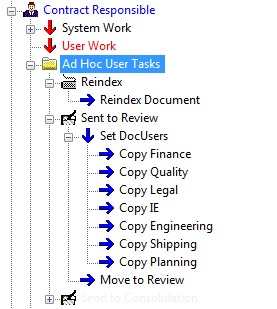 Contract Responsible
System Work
User Work
Ad Hoc User Tasks
Reindex
Reindex Document
Sent to Review
Set DocUsers
Copy Finance
Copy Quality
Copy Legal
Copy IE
Copy Engineering
Copy Shipping
Copy Planning
Move to Review
Send to Consolidation